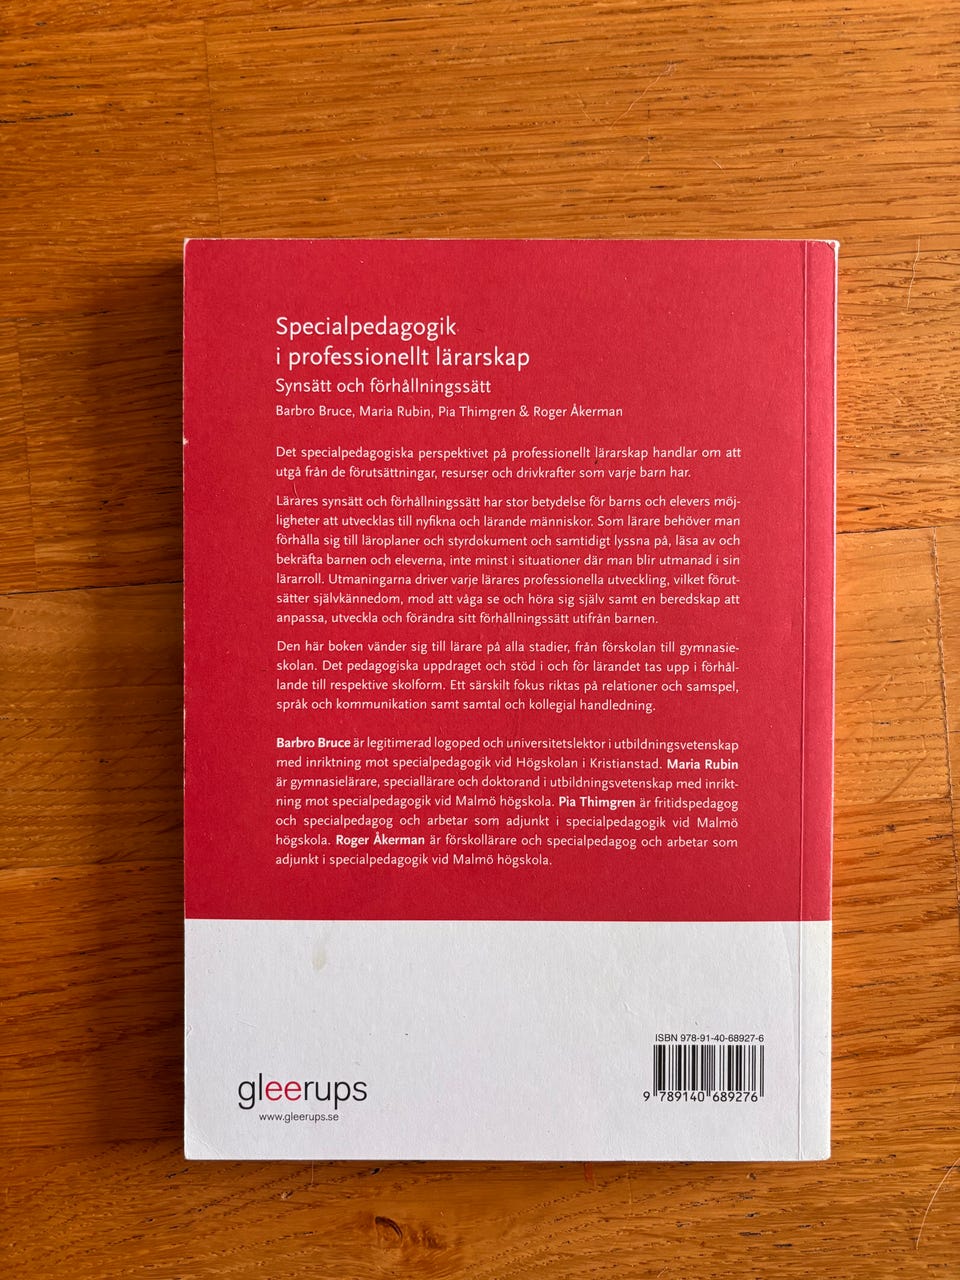 Specialpedagogik
i professionellt lärarskap
Synsätt och förhållningssätt
Barbro Bruce, Maria Rubin, Pia Thimgren & Roger Åkerman
Det specialpedagogiska perspektivet på professionellt lärarskap handlar om att
utgå från de förutsättningar, resurser och drivkrafter som varje barn har.
Lärares synsätt och förhållningssätt har stor betydelse för barns och elevers möj-
ligheter att utvecklas till nyfikna och lärande människor. Som lärare behöver man
förhålla sig till läroplaner och styrdokument och samtidigt lyssna på, läsa av och
bekräfta barnen och eleverna, inte minst i situationer där man blir utmanad i sin
lärarroll. Utmaningarna driver varje lärares professionella utveckling, vilket förut-
sätter självkännedom, mod att våga se och höra sig själv samt en beredskap att
anpassa, utveckla och förändra sitt förhållningssätt utifrån barnen.
Den här boken vänder sig till lärare på alla stadier, från förskolan till gymnasie-
skolan. Det pedagogiska uppdraget och stöd i och för lärandet tas upp i förhål-
lande till respektive skolform. Ett särskilt fokus riktas på relationer och samspel,
språk och kommunikation samt samtal och kollegial handledning.
Barbro Bruce är legitimerad logoped och universitetslektor i utbildningsvetenskap
med inriktning mot specialpedagogik vid Högskolan i Kristianstad. Maria Rubin
är gymnasielärare, speciallärare och doktorand i utbildningsvetenskap med inrikt-
ning mot specialpedagogik vid Malmö högskola. Pia Thimgren är fritidspedagog
och specialpedagog och arbetar som adjunkt i specialpedagogik vid Malmö
högskola. Roger Åkerman är förskollärare och specialpedagog och arbetar som
adjunkt i specialpedagogik vid Malmö högskola.
ISBN 978-91-40-68927-6
9 789140 689276
gleerups
www.gleerups.se